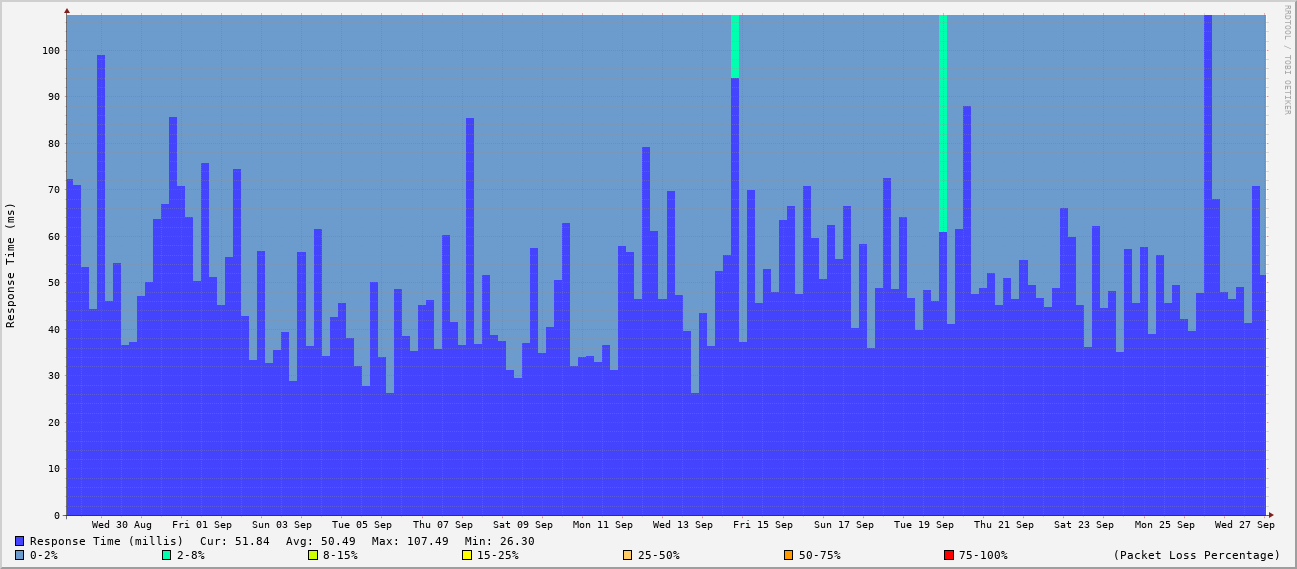 RRDTOOL / TOBI OETIKER
Response Time (ms)
100
90
80
70
60
50
40
30
20
10
0
Wed 30 Aug Fri 01 Sep Sun 03 Sep Tue 05 Sep Thu 07 Sep Sat 09 Sep Mon 11 Sep Wed 13 Sep Fri 15 Sep Sun 17 Sep Tue 19 Sep Thu 21 Sep Sat 23 Sep Mon 25 Sep Wed 27 Sep
Response Time (millis) Cur: 51.84 Avg: 50.49 Max: 107.49 Min: 26.30
0-2% 2-8% 8-15% 15-25% 25-50% 50-75% 75-100% (Packet Loss Percentage)